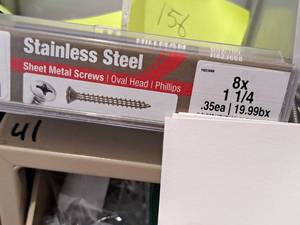 158
Stainless Steel
Sheet Metal Screws | Oval Head | Phillips
8x
1 1/4
.35ea | 19.99bx
41